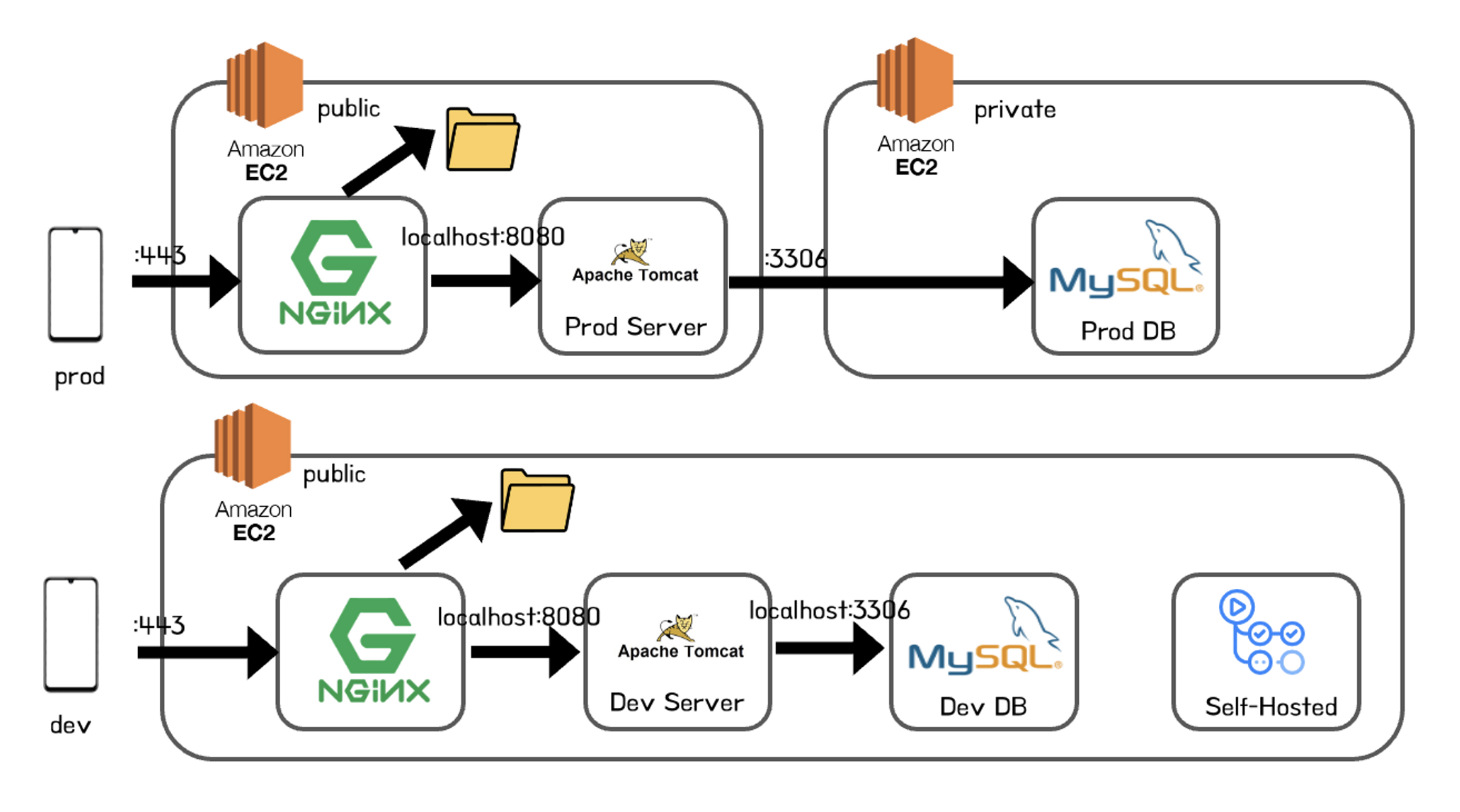 public
Amazon
EC2
:443
NGiNX
localhost:8080
Apache Tomcat
Prod Server
:3306
private
Amazon
EC2
MySQL®
Prod DB
prod
public
Amazon
EC2
:443
NGiNX
localhost:8080
Apache Tomcat
Dev Server
localhost:3306
MySQL®
Dev DB
Self-Hosted
dev